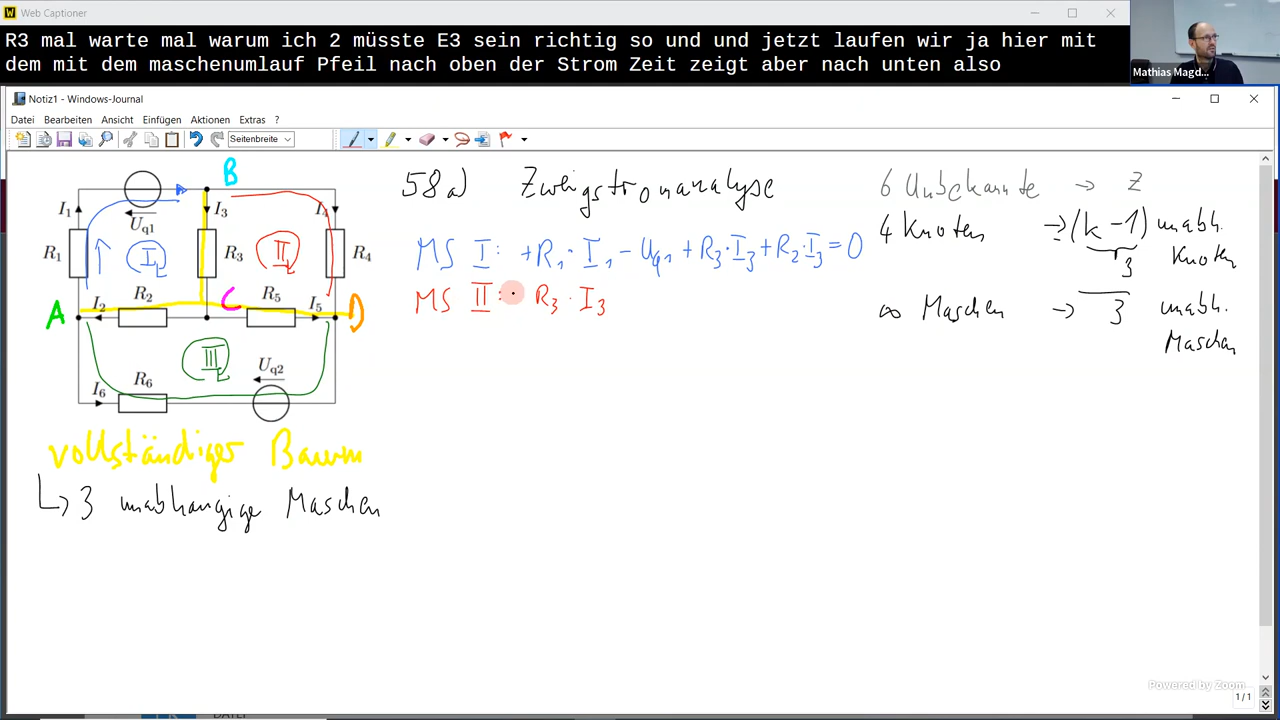 Web Captioner
R3 mal warte mal warum ich 2 müsste E3 sein richtig so und und jetzt laufen wir ja hier mit
dem mit dem maschenumlauf Pfeil nach oben der Strom Zeit zeigt aber nach unten also
Mathias Magd...
Notiz1 - Windows-Journal
Datei Bearbeiten Ansicht Einfügen Aktionen Extras ?
Seitenbreite
B
I1 Uq1 I3 I4
R1 I R3 II R4
A I2 R2 C R5 I5 D
III
I6 R6 Uq2
vollständiger Baum
↳ 3 unabhängige Maschen
58a) Zweigstromanalyse
MS I: +R1 · I1 - Uq1 + R3 · I3 + R2 · I3 = 0
MS II: R3 · I3
6 Unbekannte → Z
4 Knoten → (k-1) unabh. Knoten
3
∞ Maschen → 3 unabh. Maschen
Powered by Zoom
1/1